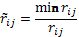 r̃ij = min rij / rij